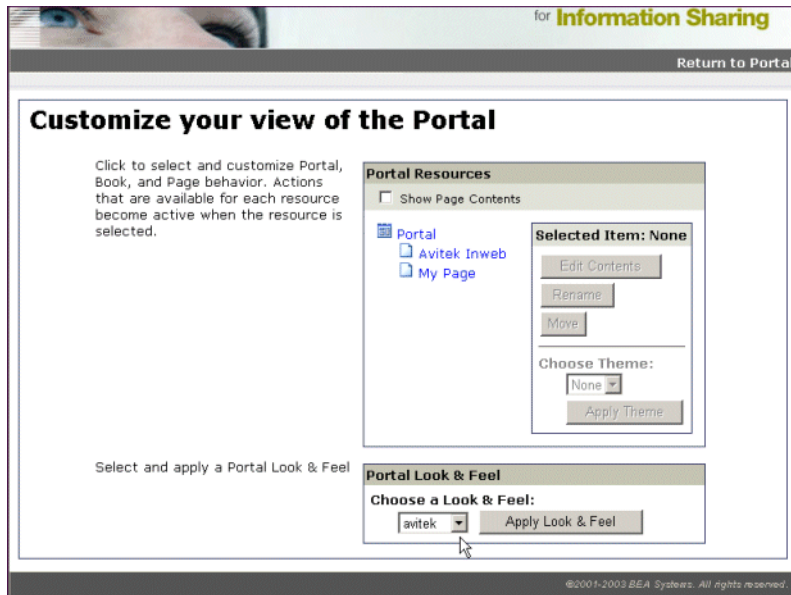 for Information Sharing
Return to Portal
Customize your view of the Portal
Click to select and customize Portal,
Book, and Page behavior. Actions
that are available for each resource
become active when the resource is
selected.
Portal Resources
Show Page Contents
Portal
Avitek Inweb
My Page
Selected Item: None
Edit Contents
Rename
Move
Choose Theme:
None
Apply Theme
Select and apply a Portal Look & Feel
Portal Look & Feel
Choose a Look & Feel:
avitek
Apply Look & Feel
©2001-2003 BEA Systems. All rights reserved.